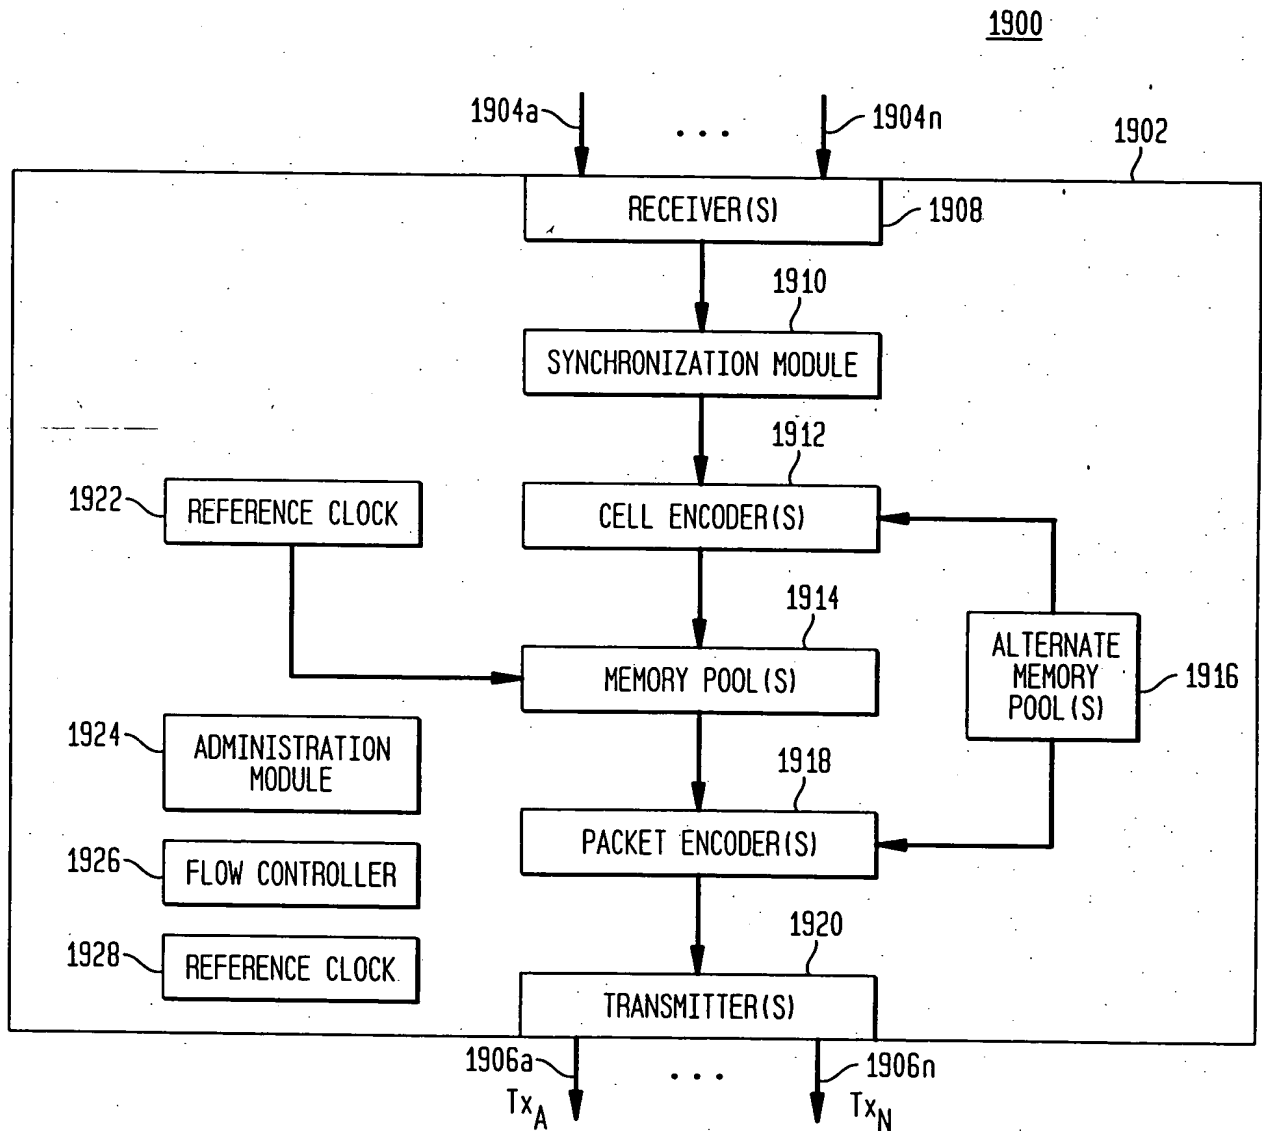 1900
1904a
. . .
1904n
1902
RECEIVER(S)
1908
1910
SYNCHRONIZATION MODULE
1912
1922
REFERENCE CLOCK
CELL ENCODER(S)
1914
MEMORY POOL(S)
ALTERNATE
MEMORY
POOL(S)
1916
1924
ADMINISTRATION
MODULE
1918
1926
FLOW CONTROLLER
PACKET ENCODER(S)
1928
REFERENCE CLOCK
1920
TRANSMITTER(S)
1906a
. . .
1906n
TxA
TxN